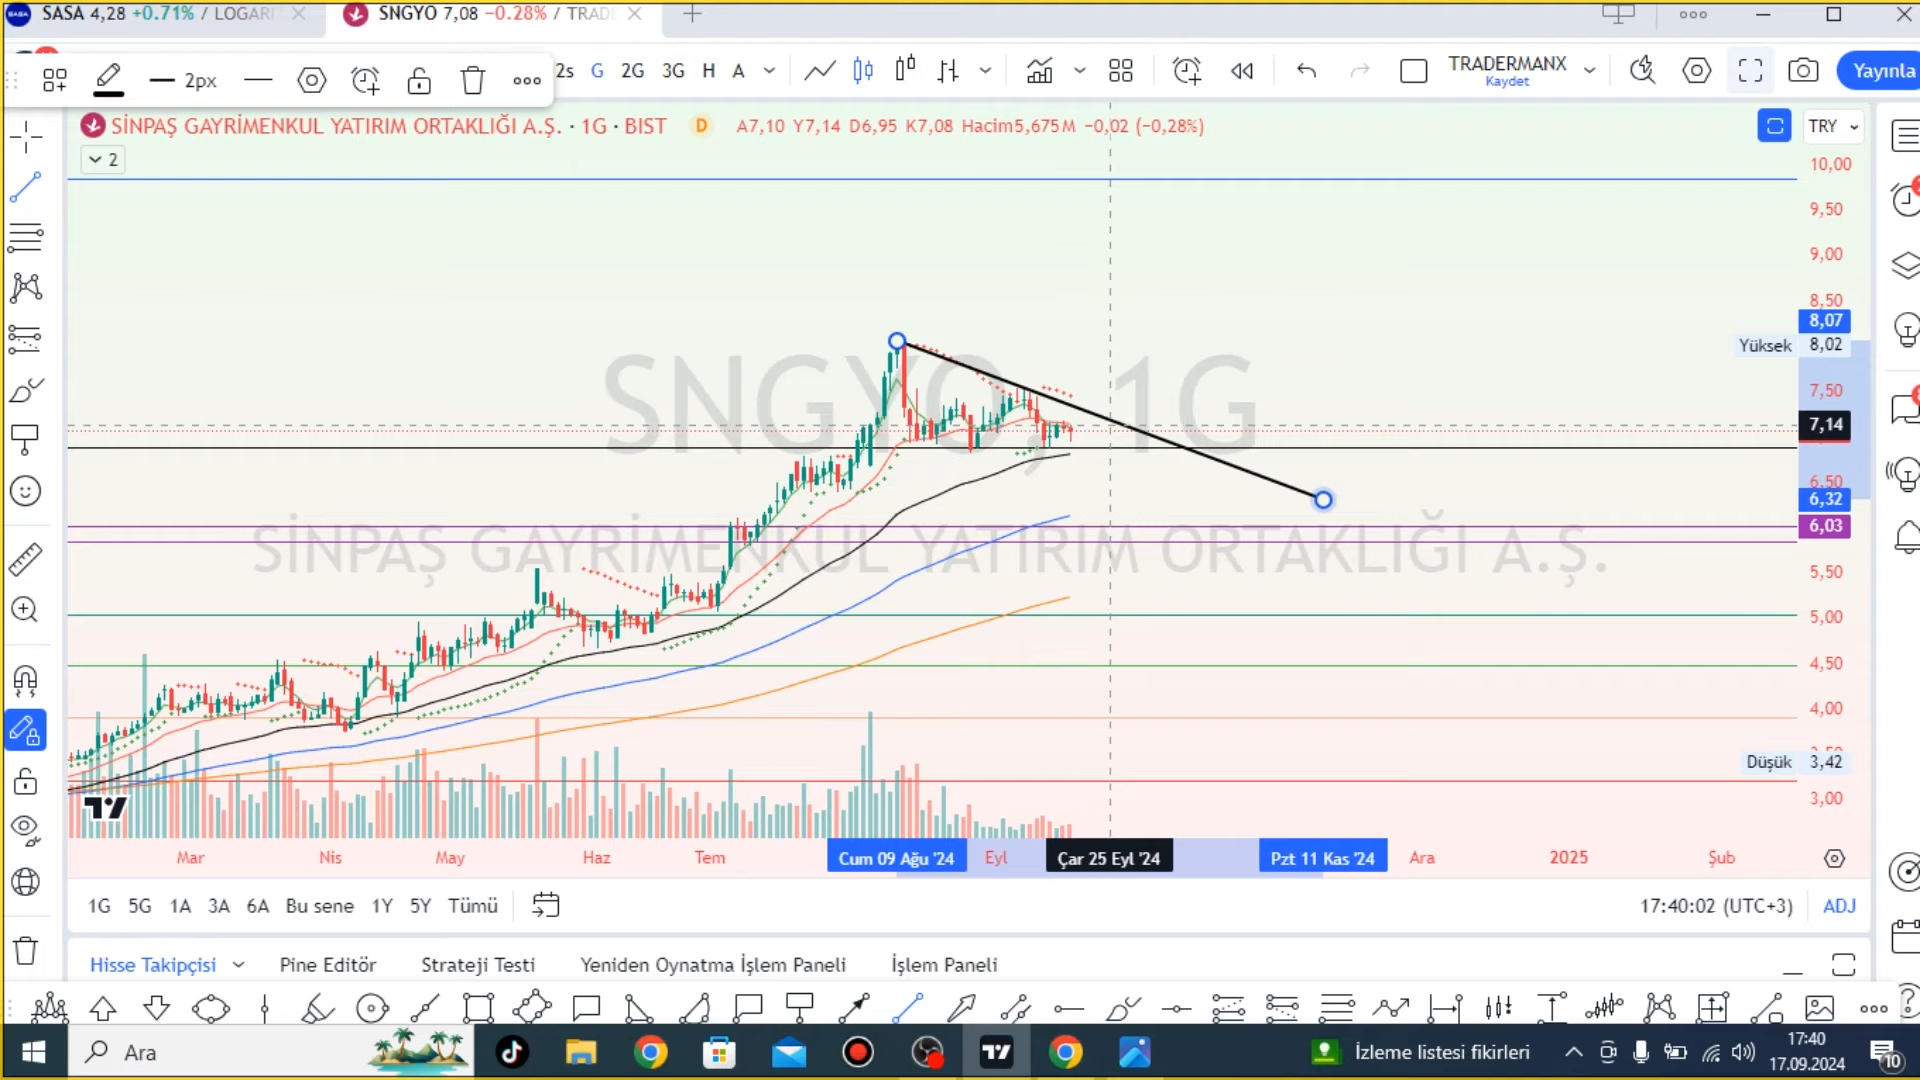 SASA 4,28 +0.71% / LOGARI
SNGYO 7,08 −0.28% / TRAD
2px
2s G 2G 3G H A
TRADERMANX
Kaydet
Yayınla
SİNPAŞ GAYRİMENKUL YATIRIM ORTAKLIĞI A.Ş. · 1G · BIST D A7,10 Y7,14 D6,95 K7,08 Hacim5,675M −0,02 (−0,28%)
TRY
2
10,00
9,50
9,00
8,50
8,07
Yüksek 8,02
7,50
7,14
6,50
6,32
6,03
5,50
5,00
4,50
4,00
Düşük 3,42
3,00
SNGYO, 1G
SİNPAŞ GAYRİMENKUL YATIRIM ORTAKLIĞI A.Ş.
Mar Nis May Haz Tem Cum 09 Ağu '24 Eyl Çar 25 Eyl '24 Pzt 11 Kas '24 Ara 2025 Şub
1G 5G 1A 3A 6A Bu sene 1Y 5Y Tümü
17:40:02 (UTC+3) ADJ
Hisse Takipçisi Pine Editör Strateji Testi Yeniden Oynatma İşlem Paneli İşlem Paneli
Ara
İzleme listesi fikirleri
17:40
17.09.2024
10